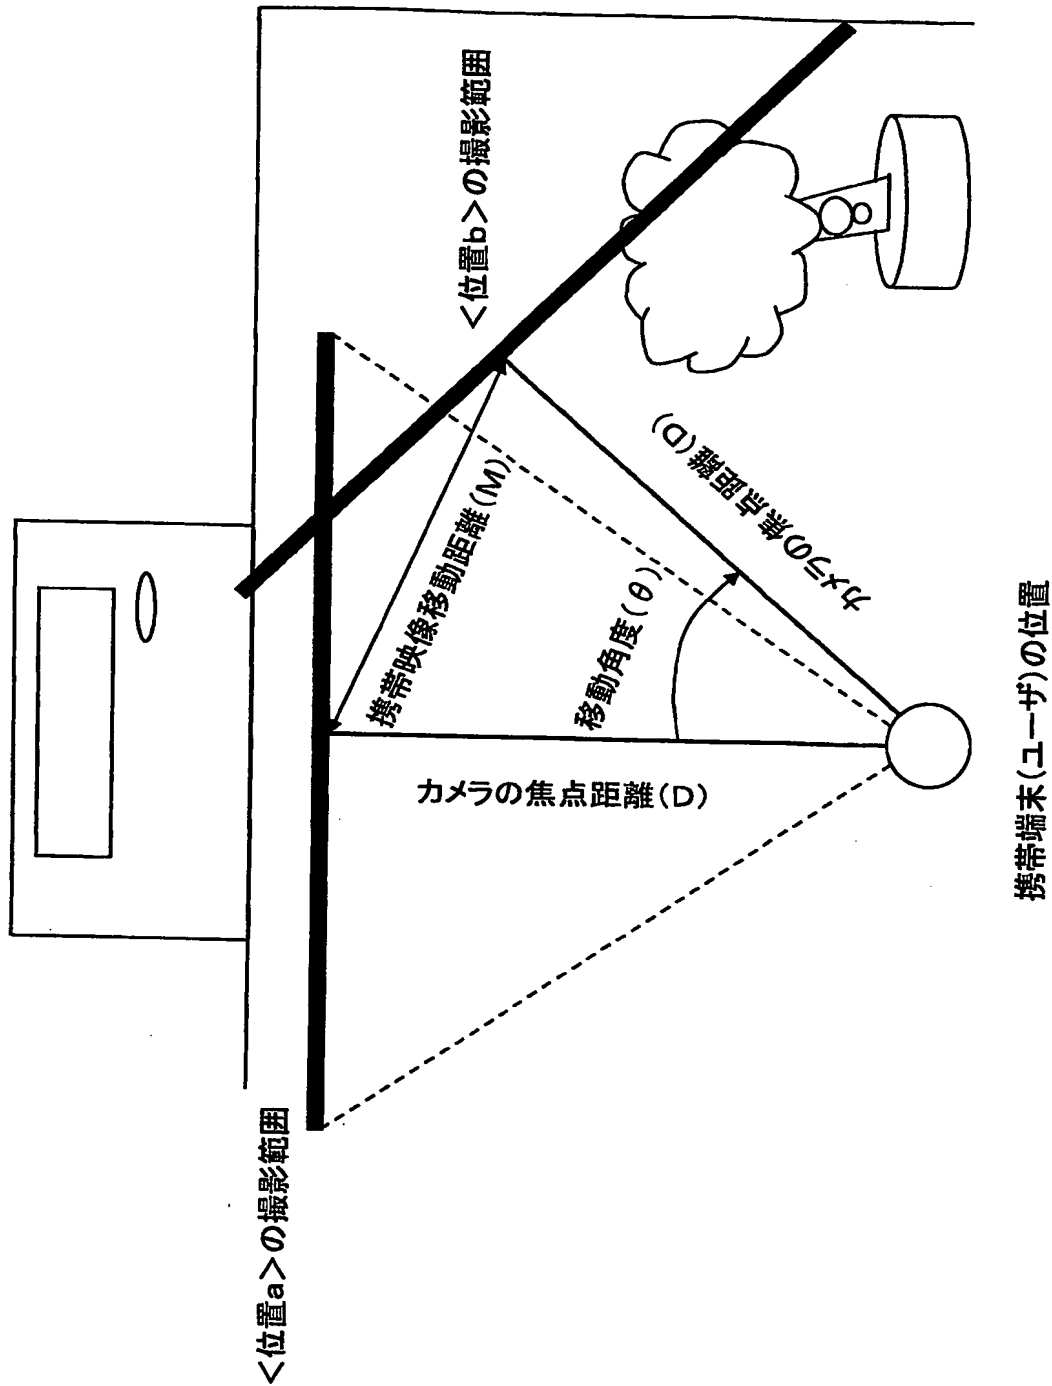 <位置a>の撮影範囲
<位置b>の撮影範囲
携帯映像移動距離(M)
移動角度(θ)
カメラの焦点距離(D)
カメラの焦点距離(D)
携帯端末(ユーザ)の位置